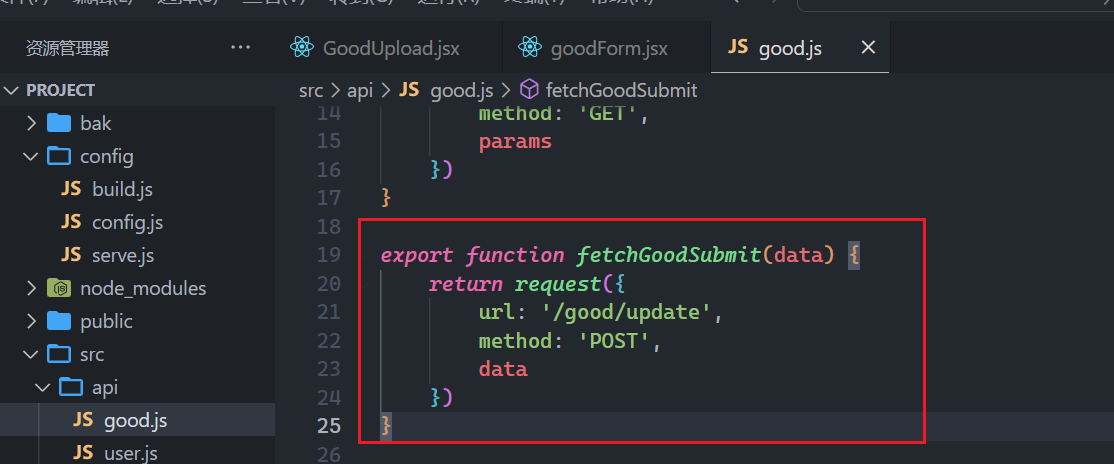 资源管理器 ···
GoodUpload.jsx
goodForm.jsx
JS good.js
PROJECT
bak
config
JS build.js
JS config.js
JS serve.js
node_modules
public
src
api
JS good.js
JS user.js
src > api > JS good.js > fetchGoodSubmit
14 method: 'GET',
15 params
16 })
17 }
18
19 export function fetchGoodSubmit(data) {
20 return request({
21 url: '/good/update',
22 method: 'POST',
23 data
24 })
25 }
26